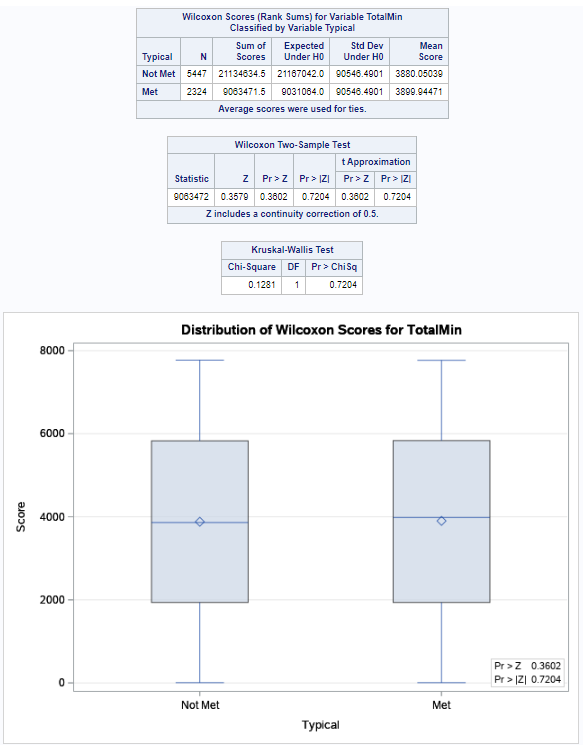 Wilcoxon Scores (Rank Sums) for Variable TotalMin
Classified by Variable Typical
Typical N Sum of Scores Expected Under H0 Std Dev Under H0 Mean Score
Not Met 5447 21134634.5 21167042.0 90546.4901 3880.05039
Met 2324 9063471.5 9031064.0 90546.4901 3899.94471
Average scores were used for ties.
Wilcoxon Two-Sample Test
t Approximation
Statistic Z Pr > Z Pr > |Z| Pr > Z Pr > |Z|
9063472 0.3579 0.3602 0.7204 0.3602 0.7204
Z includes a continuity correction of 0.5.
Kruskal-Wallis Test
Chi-Square DF Pr > ChiSq
0.1281 1 0.7204
Distribution of Wilcoxon Scores for TotalMin
8000
6000
4000
2000
0
Score
Pr > Z 0.3602
Pr > |Z| 0.7204
Not Met Met
Typical